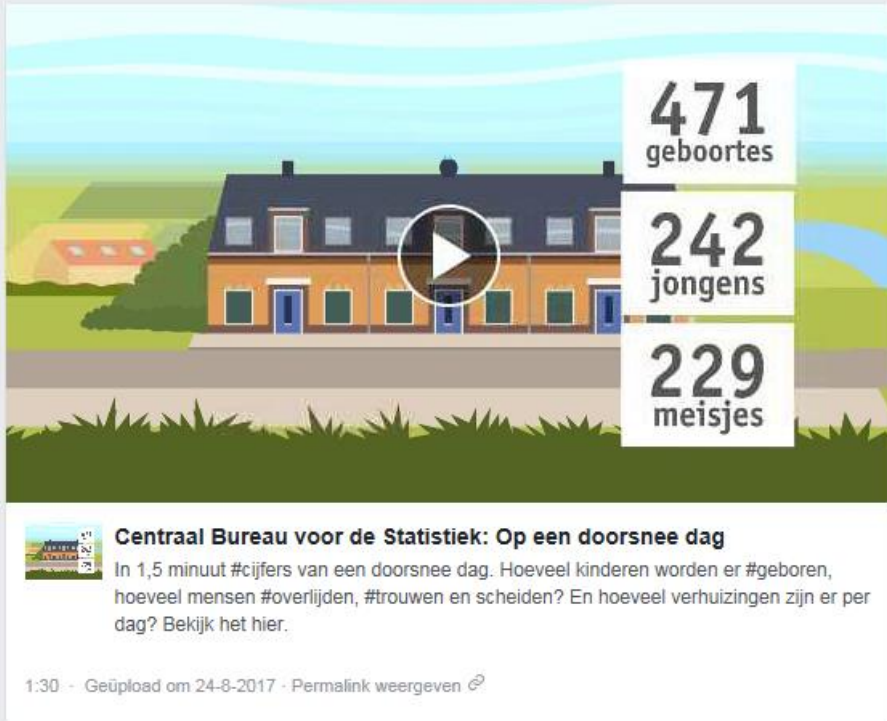 471
geboortes
242
jongens
229
meisjes
Centraal Bureau voor de Statistiek: Op een doorsnee dag
In 1,5 minuut #cijfers van een doorsnee dag. Hoeveel kinderen worden er #geboren,
hoeveel mensen #overlijden, #trouwen en scheiden? En hoeveel verhuizingen zijn er per
dag? Bekijk het hier.
1:30 · Geüpload om 24-8-2017 · Permalink weergeven